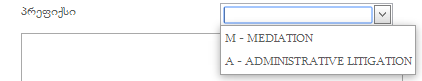 პრეფიქსი
M - MEDIATION
A - ADMINISTRATIVE LITIGATION